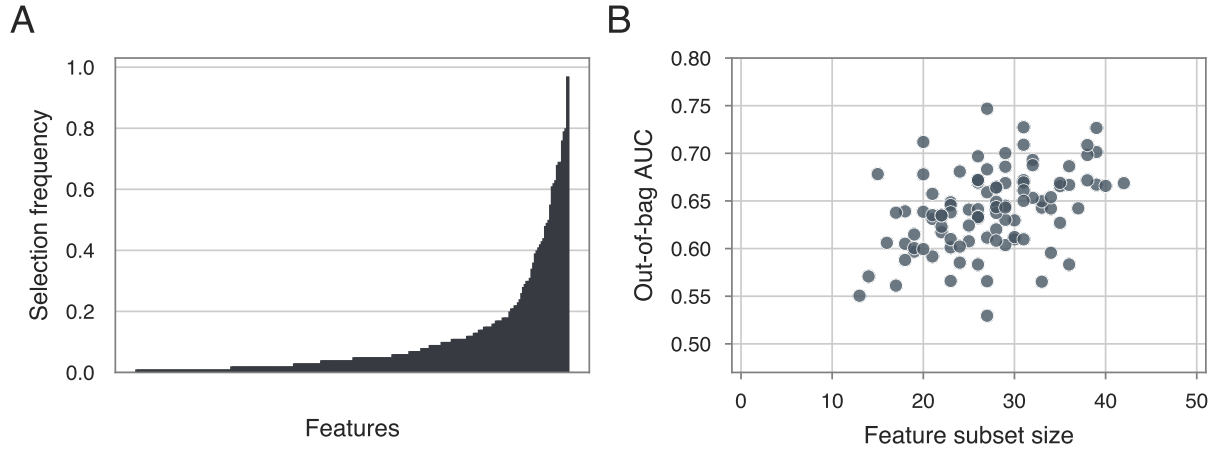 A
1.0
0.8
0.6
0.4
0.2
0.0
Selection frequency
Features
B
0.80
0.75
0.70
0.65
0.60
0.55
0.50
Out-of-bag AUC
0 10 20 30 40 50
Feature subset size